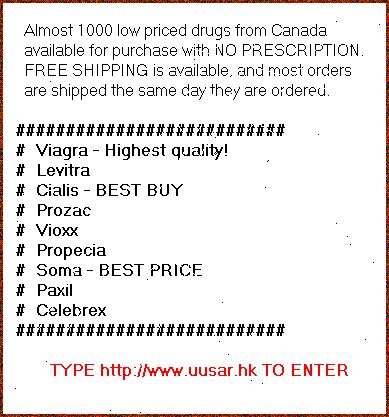 Almost 1000 low priced drugs from Canada
available for purchase with NO PRESCRIPTION.
FREE SHIPPING is available, and most orders
are shipped the same day they are ordered.
###########################
# Viagra - Highest quality!
# Levitra
# Cialis - BEST BUY
# Prozac
# Vioxx
# Propecia
# Soma - BEST PRICE
# Paxil
# Celebrex
###########################
TYPE http://www.uusar.hk TO ENTER